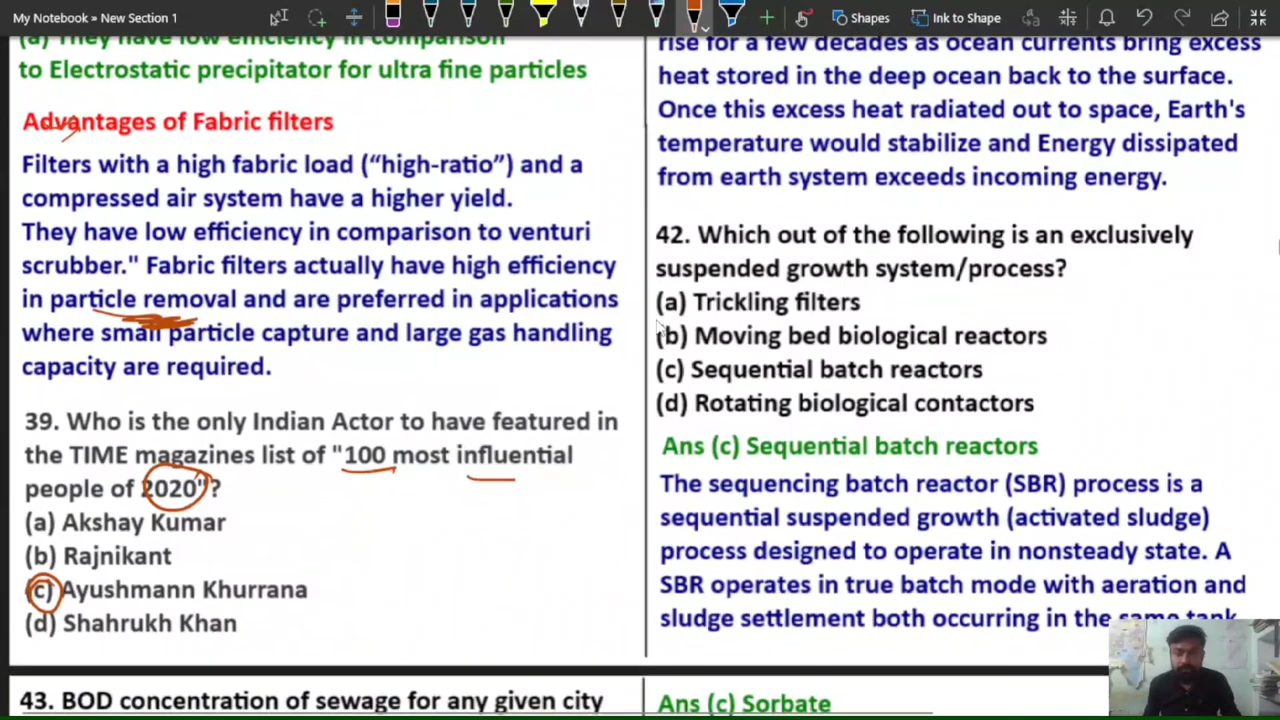 My Notebook » New Section 1
Shapes
Ink to Shape
(a) They have low efficiency in comparison
to Electrostatic precipitator for ultra fine particles
Advantages of Fabric filters
Filters with a high fabric load (“high-ratio”) and a
compressed air system have a higher yield.
They have low efficiency in comparison to venturi
scrubber." Fabric filters actually have high efficiency
in particle removal and are preferred in applications
where small particle capture and large gas handling
capacity are required.
39. Who is the only Indian Actor to have featured in
the TIME magazines list of "100 most influential
people of 2020"?
(a) Akshay Kumar
(b) Rajnikant
(c) Ayushmann Khurrana
(d) Shahrukh Khan
43. BOD concentration of sewage for any given city
rise for a few decades as ocean currents bring excess
heat stored in the deep ocean back to the surface.
Once this excess heat radiated out to space, Earth's
temperature would stabilize and Energy dissipated
from earth system exceeds incoming energy.
42. Which out of the following is an exclusively
suspended growth system/process?
(a) Trickling filters
(b) Moving bed biological reactors
(c) Sequential batch reactors
(d) Rotating biological contactors
Ans (c) Sequential batch reactors
The sequencing batch reactor (SBR) process is a
sequential suspended growth (activated sludge)
process designed to operate in nonsteady state. A
SBR operates in true batch mode with aeration and
sludge settlement both occurring in the same tank
Ans (c) Sorbate